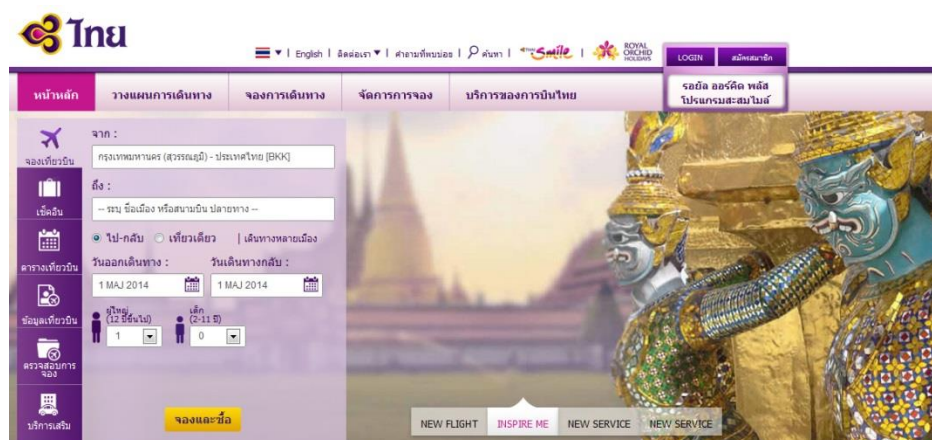 ไทย
English | ติดต่อเรา | คำถามที่พบบ่อย | ค้นหา | Smile | ROYAL ORCHID HOLIDAYS
LOGIN สมัครสมาชิก
รอยัล ออร์คิด พลัส
โปรแกรมสะสมไมล์
หน้าหลัก วางแผนการเดินทาง จองการเดินทาง จัดการการจอง บริการของการบินไทย
จองเที่ยวบิน
เช็คอิน
ตารางเที่ยวบิน
ข้อมูลเที่ยวบิน
ตรวจสอบการ
จอง
บริการเสริม
จาก :
กรุงเทพมหานคร (สุวรรณภูมิ) - ประเทศไทย [BKK]
ถึง :
-- ระบุ ชื่อเมือง หรือสนามบิน ปลายทาง --
ไป-กลับ เที่ยวเดียว | เดินทางหลายเมือง
วันออกเดินทาง : วันเดินทางกลับ :
1 MAJ 2014 1 MAJ 2014
ผู้ใหญ่ เด็ก
(12 ปีขึ้นไป) (2-11 ปี)
1 0
จองและซื้อ
NEW FLIGHT INSPIRE ME NEW SERVICE NEW SERVICE